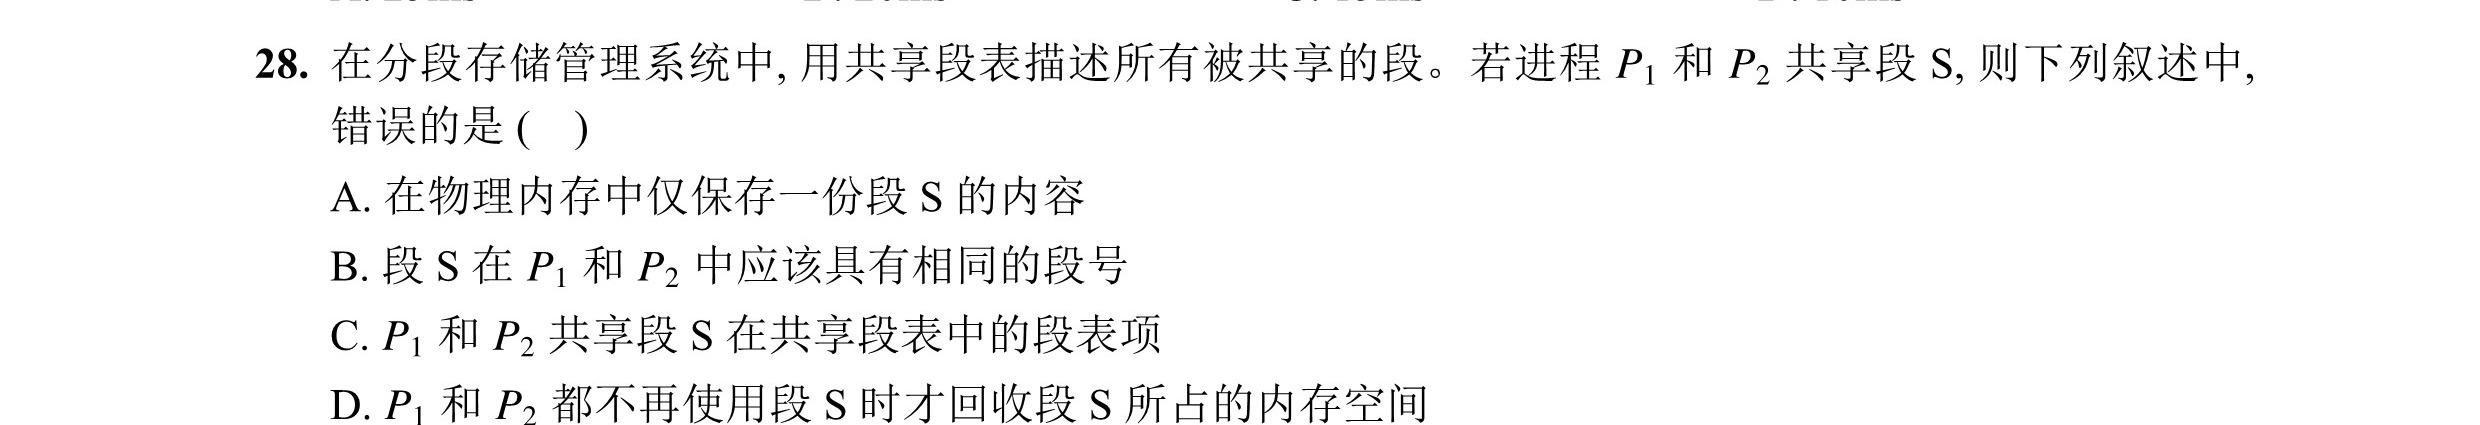 28. 在分段存储管理系统中, 用共享段表描述所有被共享的段。若进程 P₁ 和 P₂ 共享段 S, 则下列叙述中,
错误的是 ( )
A. 在物理内存中仅保存一份段 S 的内容
B. 段 S 在 P₁ 和 P₂ 中应该具有相同的段号
C. P₁ 和 P₂ 共享段 S 在共享段表中的段表项
D. P₁ 和 P₂ 都不再使用段 S 时才回收段 S 所占的内存空间